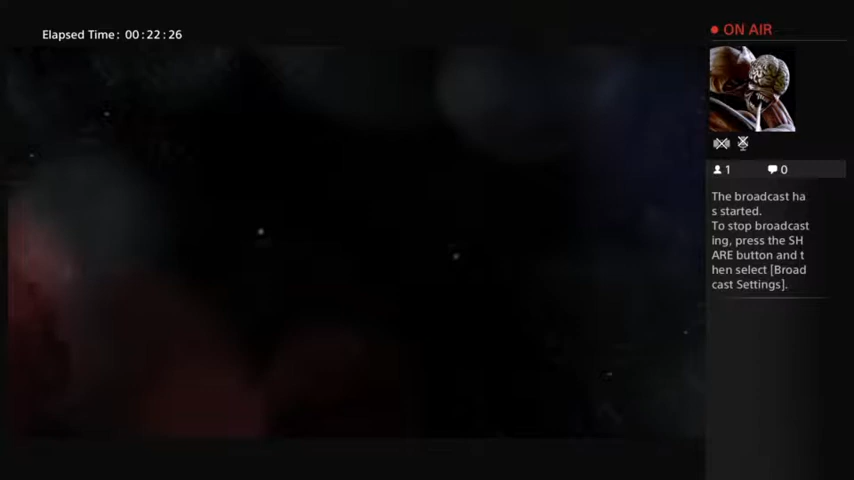 Elapsed Time: 00:22:26
ON AIR
1 0
The broadcast ha
s started.
To stop broadcast
ing, press the SH
ARE button and t
hen select [Broad
cast Settings].